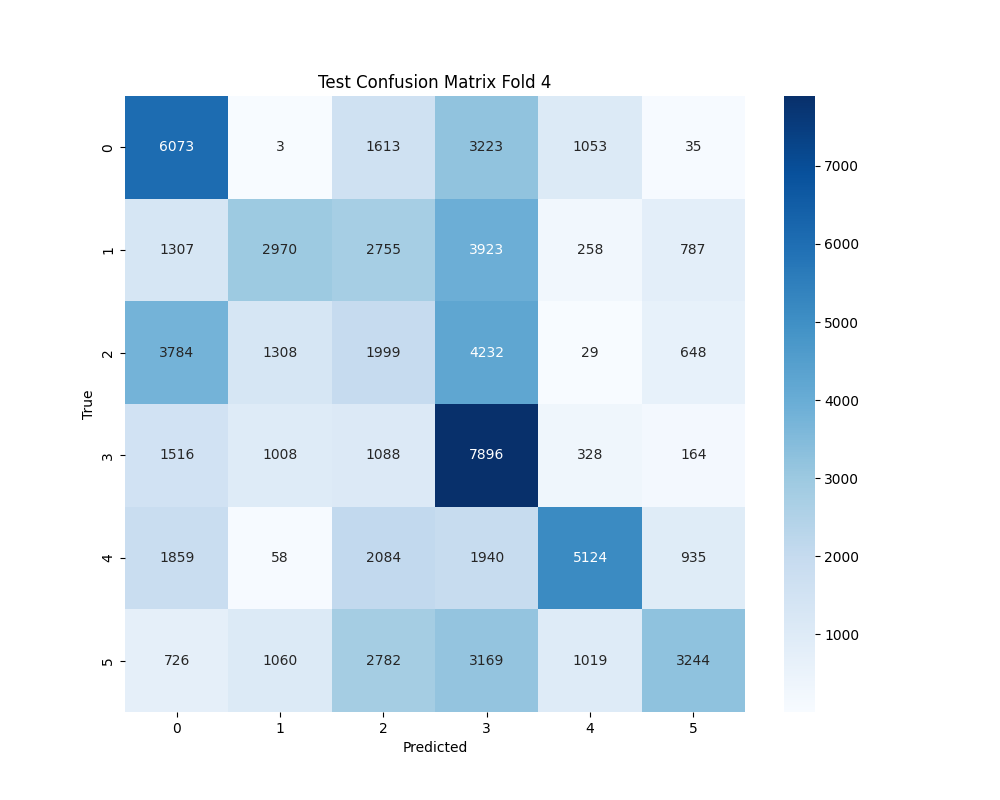 Test Confusion Matrix Fold 4
0 6073 3 1613 3223 1053 35
1 1307 2970 2755 3923 258 787
2 3784 1308 1999 4232 29 648
3 1516 1008 1088 7896 328 164
4 1859 58 2084 1940 5124 935
5 726 1060 2782 3169 1019 3244
0 1 2 3 4 5
Predicted
True
7000
6000
5000
4000
3000
2000
1000